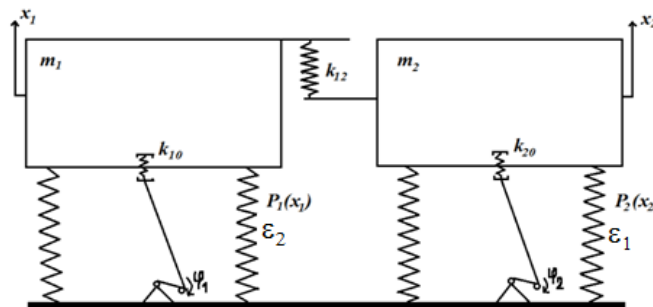 x₁ x₂
m₁ k₁₂ m₂
k₁₀ k₂₀
P₁(x₁) P₂(x₂
ε₂ ε₁
φ₁ φ₂